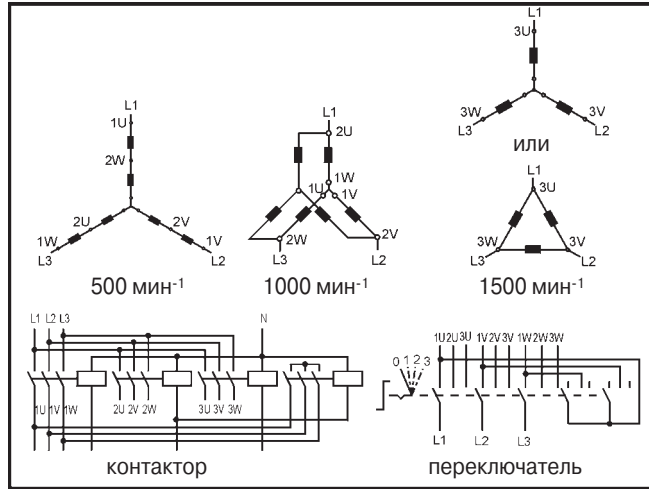 L1
3U
3W
3V
L3
L2
или
L1
1U
2W
2U
2V
1W
1V
L3
L2
500 мин-1
L1
2U
1W
1U
1V
2W
2V
L3
L2
1000 мин-1
L1
3U
3W
3V
L3
L2
1500 мин-1
L1 L2 L3
N
1U 1V 1W
2U 2V 2W
3U 3V 3W
контактор
1U 2U 3U 1V 2V 3V 1W 2W 3W
0 1 2 3
L1
L2
L3
переключатель